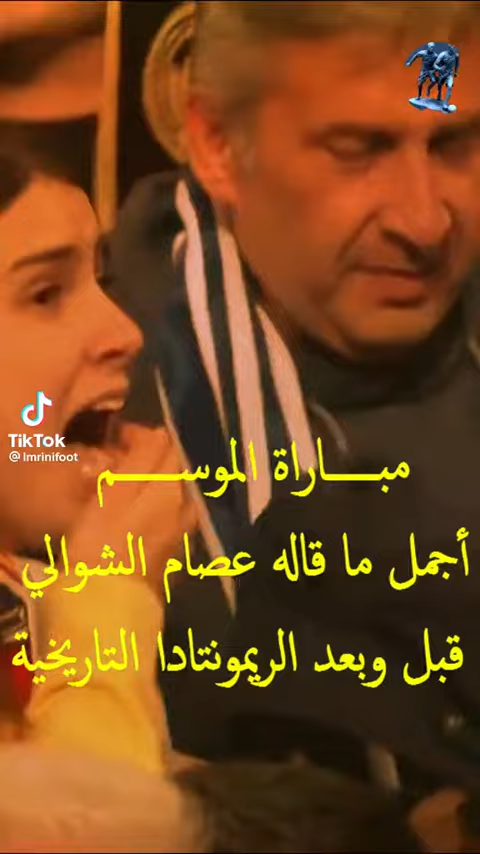 TikTok
@ lmrinifoot
مبـــاراة الموســـم
أجمل ما قاله عصام الشوالي
قبل وبعد الريمونتادا التاريخية